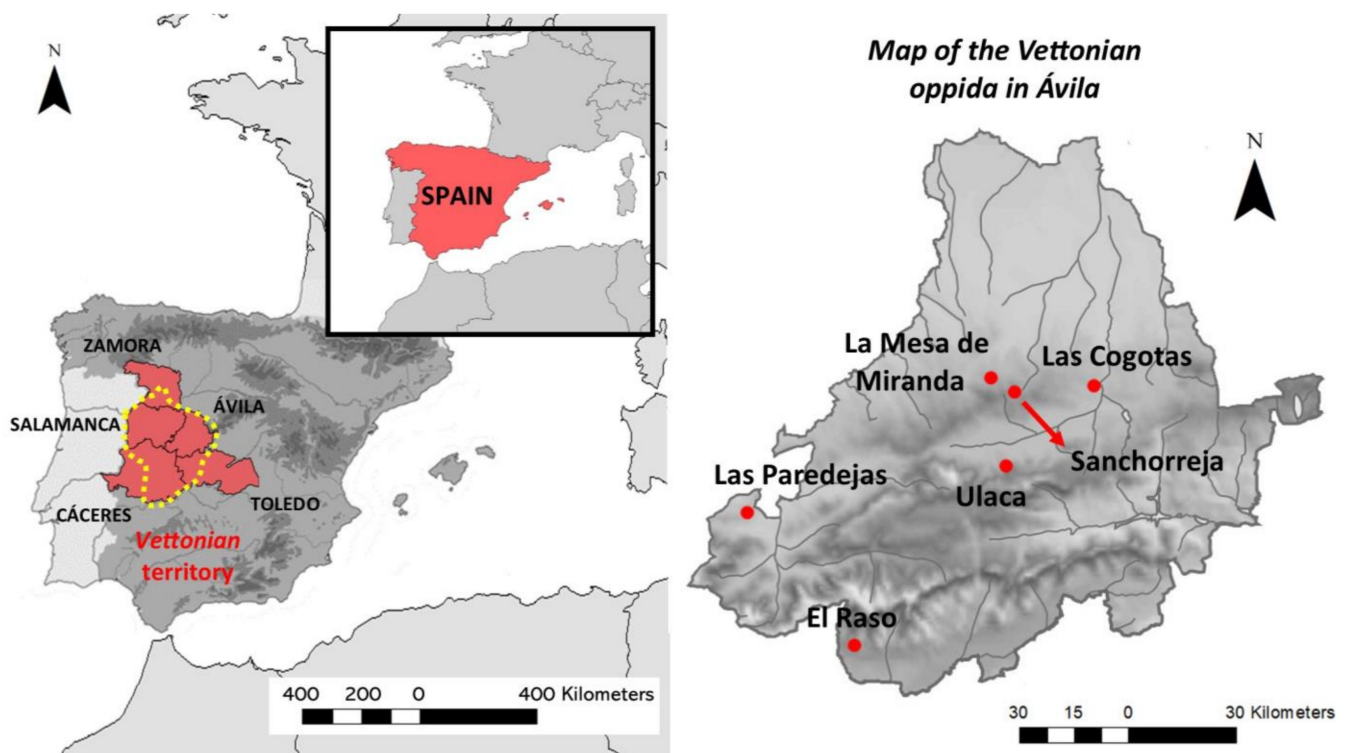 N
SPAIN
ZAMORA
ÁVILA
SALAMANCA
CÁCERES
TOLEDO
Vettonian
territory
400 200 0 400 Kilometers
Map of the Vettonian
oppida in Ávila
N
La Mesa de
Miranda
Las Cogotas
Sanchorreja
Las Paredejas
Ulaca
El Raso
30 15 0 30 Kilometers